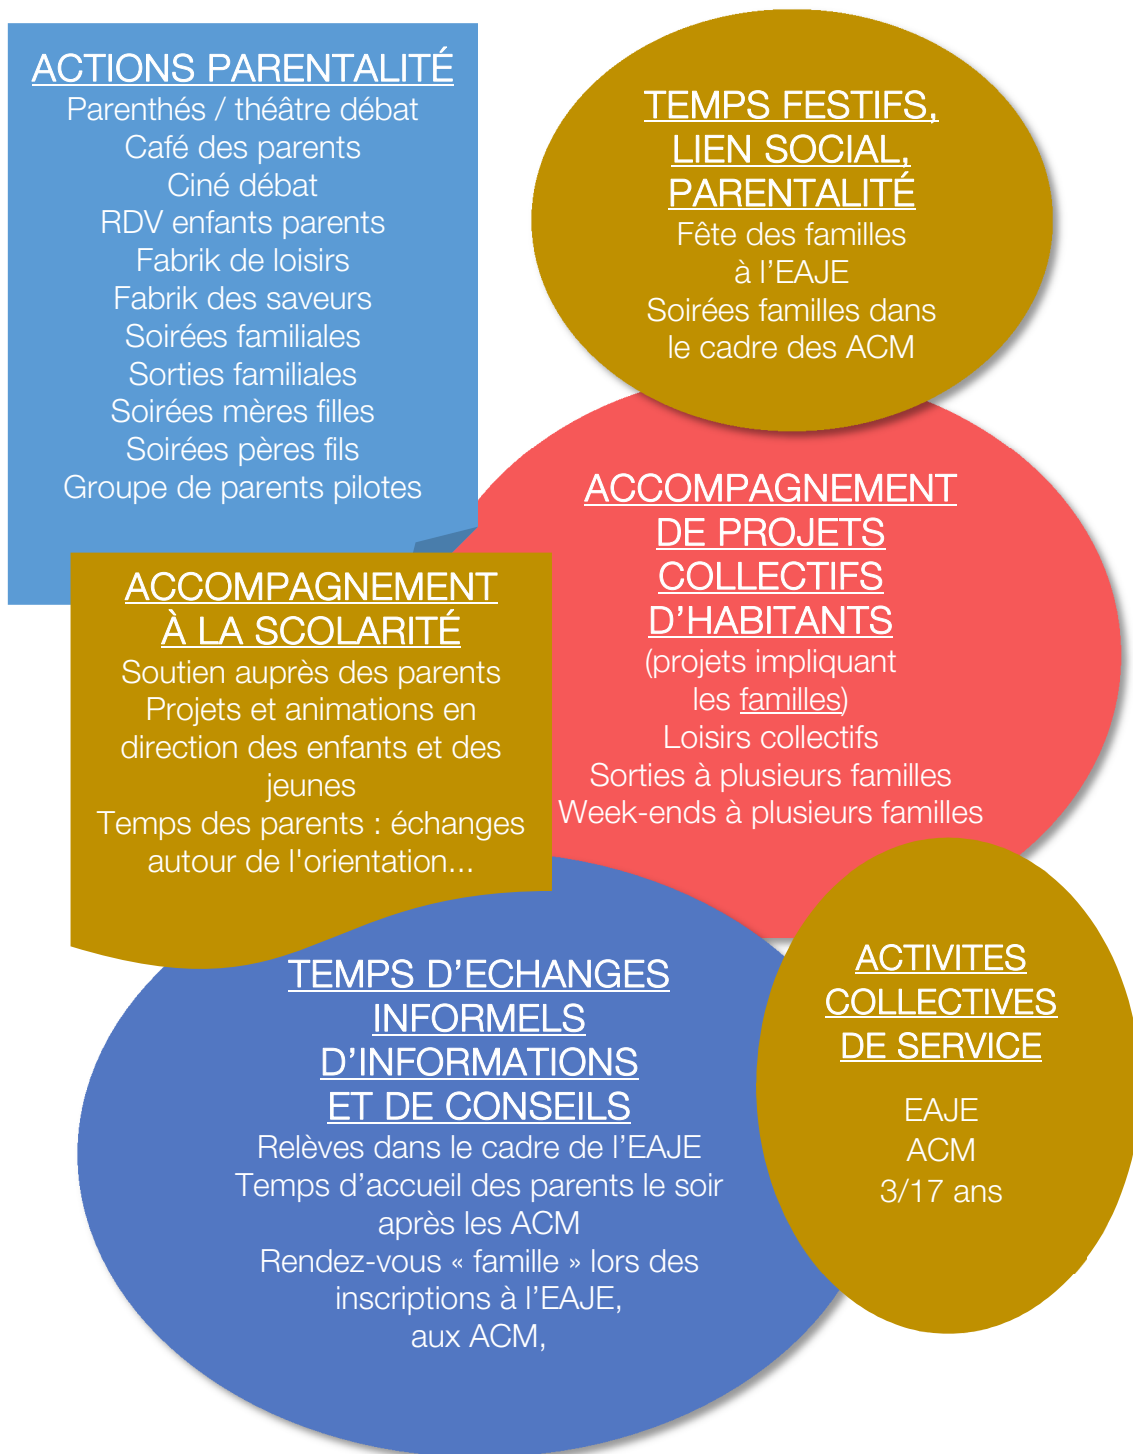 ACTIONS PARENTALITÉ
Parenthés / théâtre débat
Café des parents
Ciné débat
RDV enfants parents
Fabrik de loisirs
Fabrik des saveurs
Soirées familiales
Sorties familiales
Soirées mères filles
Soirées pères fils
Groupe de parents pilotes
TEMPS FESTIFS,
LIEN SOCIAL,
PARENTALITÉ
Fête des familles
à l’EAJE
Soirées familles dans
le cadre des ACM
ACCOMPAGNEMENT
DE PROJETS
COLLECTIFS
D’HABITANTS
(projets impliquant
les familles)
Loisirs collectifs
Sorties à plusieurs familles
Week-ends à plusieurs familles
ACCOMPAGNEMENT
À LA SCOLARITÉ
Soutien auprès des parents
Projets et animations en
direction des enfants et des
jeunes
Temps des parents : échanges
autour de l'orientation...
TEMPS D’ECHANGES
INFORMELS
D’INFORMATIONS
ET DE CONSEILS
Relèves dans le cadre de l’EAJE
Temps d’accueil des parents le soir
après les ACM
Rendez-vous « famille » lors des
inscriptions à l’EAJE,
aux ACM,
ACTIVITES
COLLECTIVES
DE SERVICE
EAJE
ACM
3/17 ans